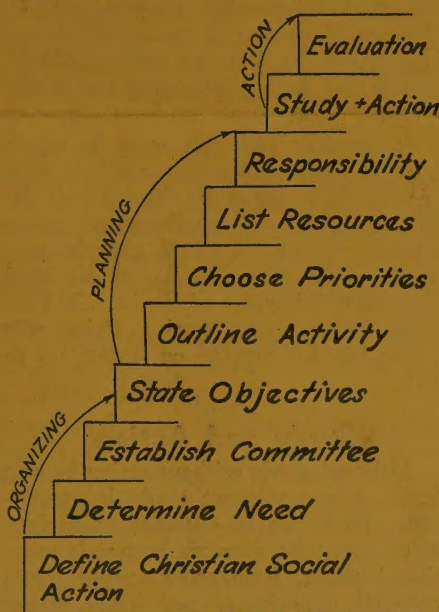 ACTION
Evaluation
Study + Action
Responsibility
PLANNING
List Resources
Choose Priorities
Outline Activity
State Objectives
ORGANIZING
Establish Committee
Determine Need
Define Christian Social
Action